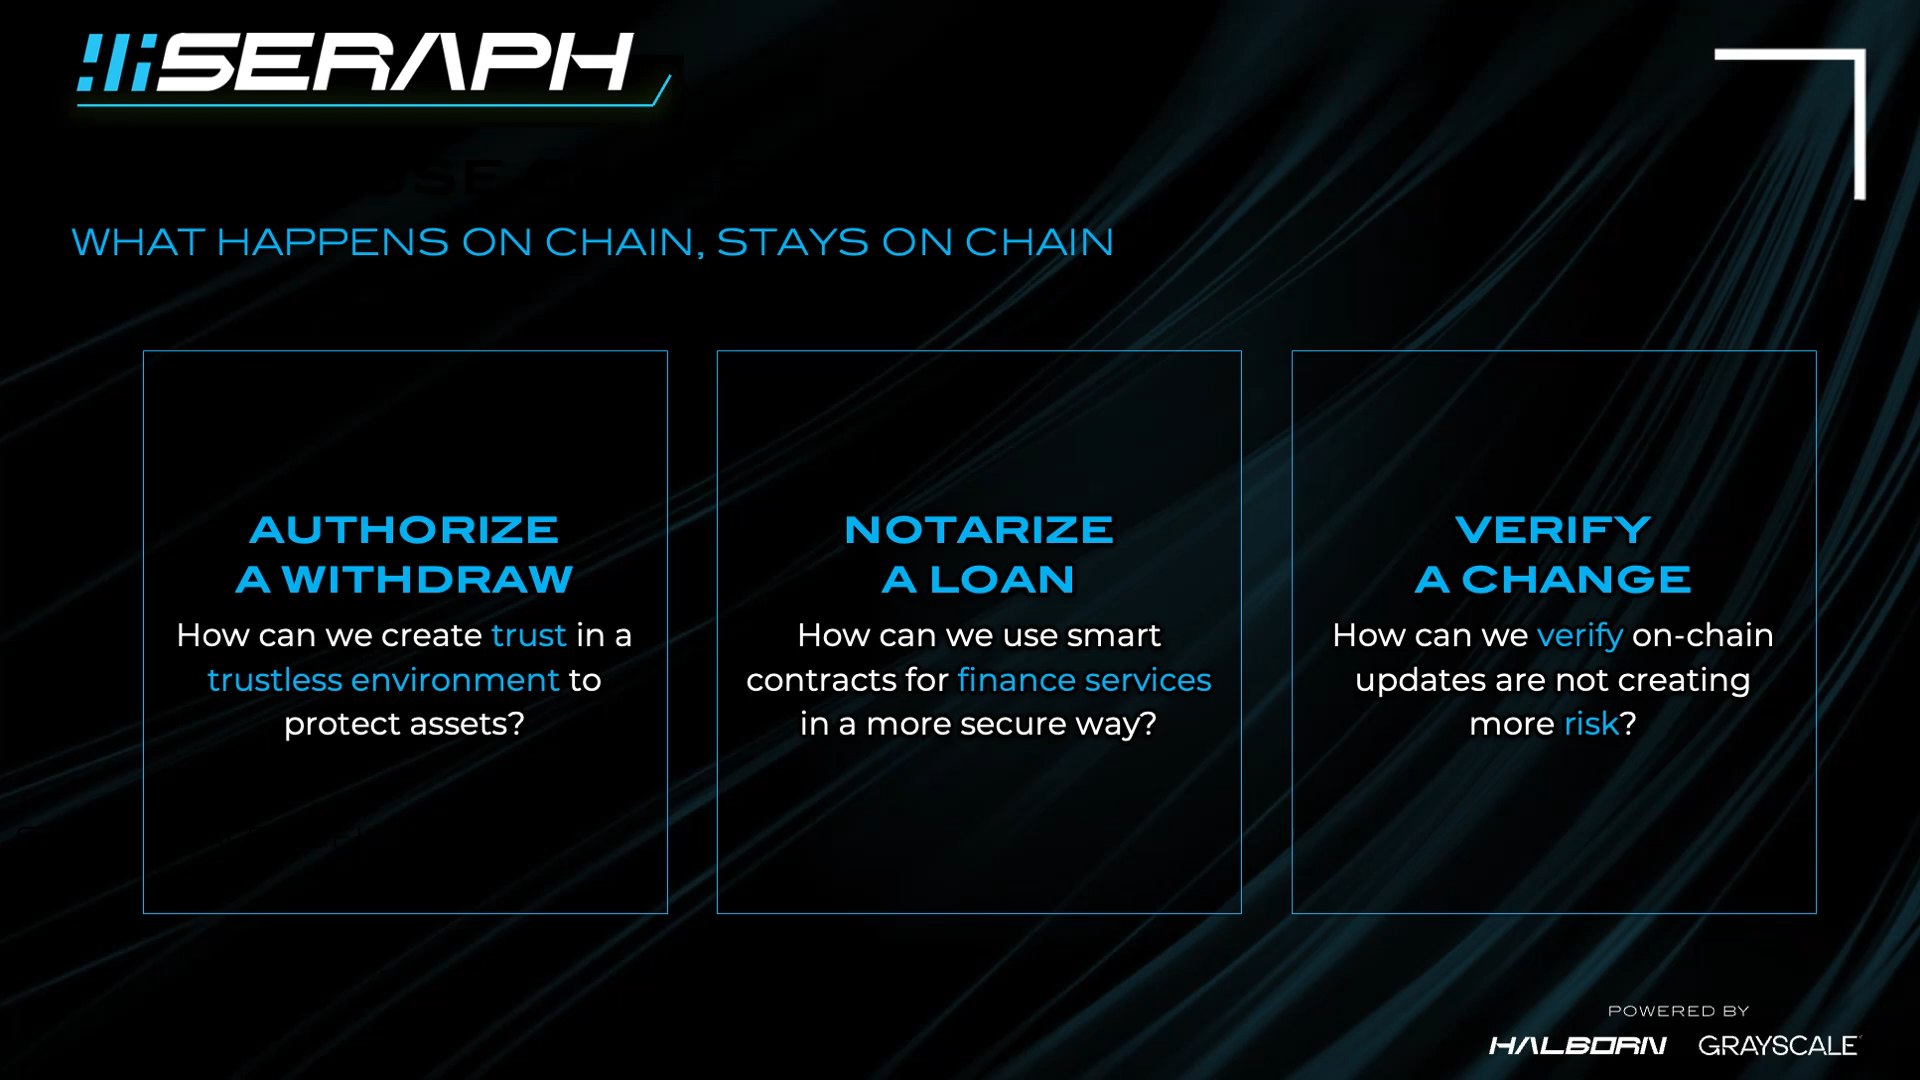 SERAPH
WHAT HAPPENS ON CHAIN, STAYS ON CHAIN
AUTHORIZE
A WITHDRAW
How can we create trust in a
trustless environment to
protect assets?
NOTARIZE
A LOAN
How can we use smart
contracts for finance services
in a more secure way?
VERIFY
A CHANGE
How can we verify on-chain
updates are not creating
more risk?
POWERED BY
HALBORN GRAYSCALE